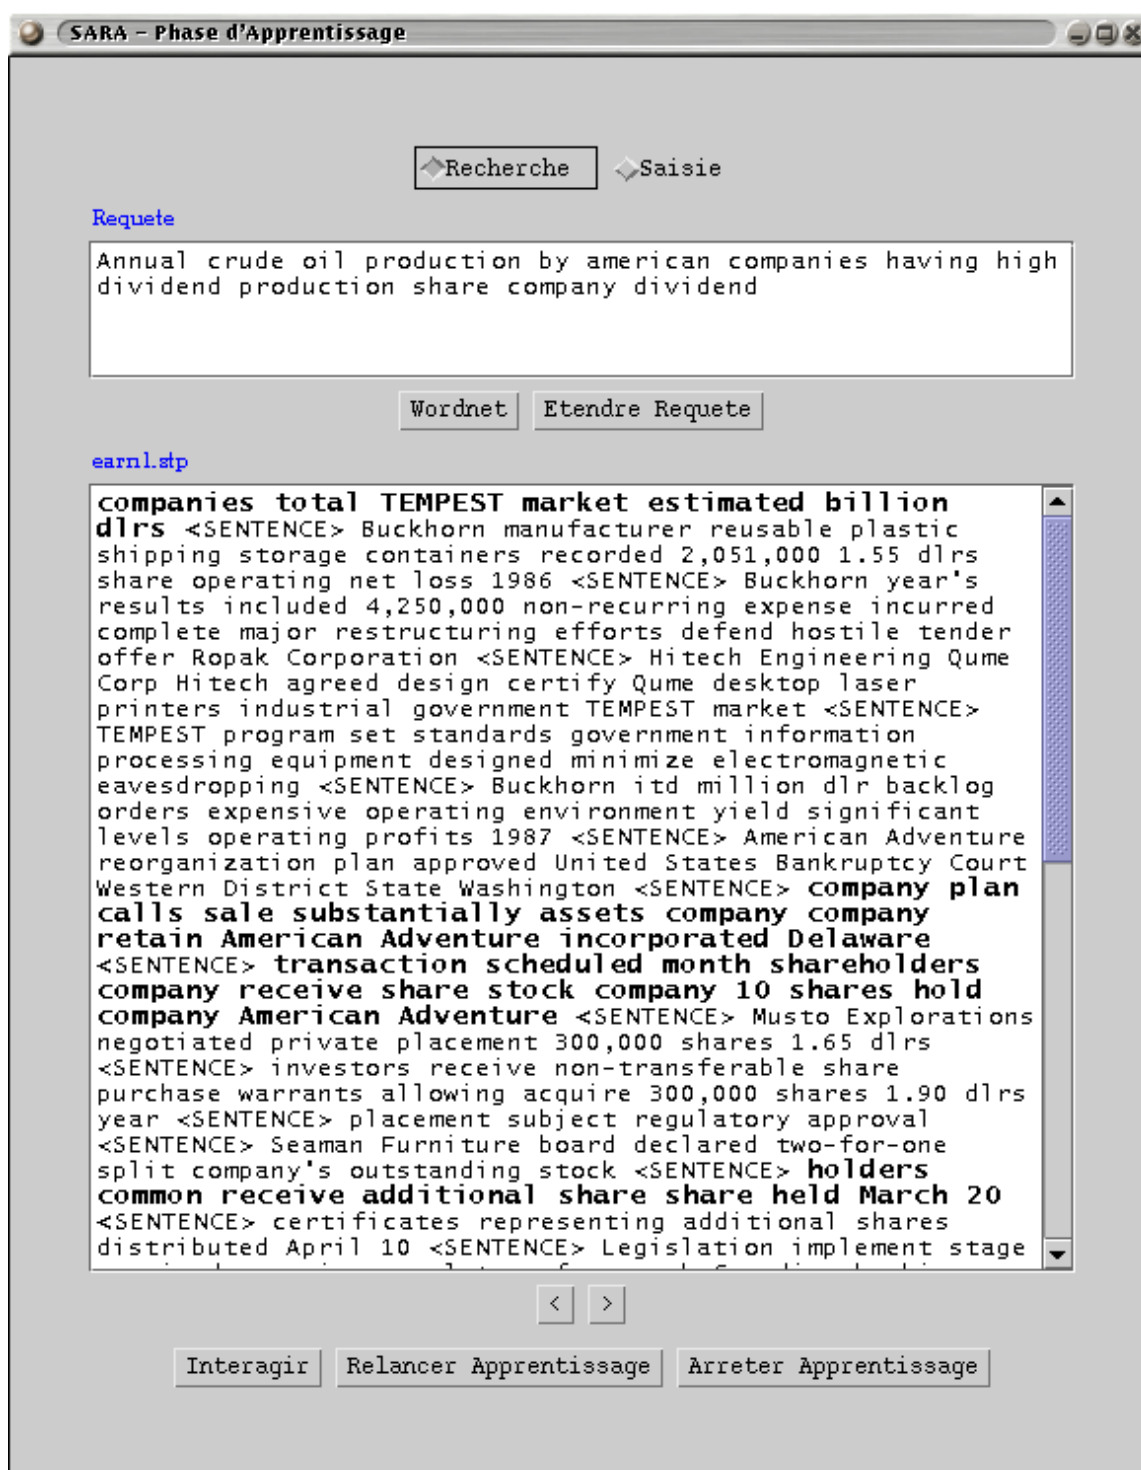 SARA – Phase d'Apprentissage
Recherche Saisie
Requete
Annual crude oil production by american companies having high
dividend production share company dividend
Wordnet Etendre Requete
earn1.stp
companies total TEMPEST market estimated billion
dlrs <SENTENCE> Buckhorn manufacturer reusable plastic
shipping storage containers recorded 2,051,000 1.55 dlrs
share operating net loss 1986 <SENTENCE> Buckhorn year's
results included 4,250,000 non-recurring expense incurred
complete major restructuring efforts defend hostile tender
offer Ropak Corporation <SENTENCE> Hitech Engineering Qume
Corp Hitech agreed design certify Qume desktop laser
printers industrial government TEMPEST market <SENTENCE>
TEMPEST program set standards government information
processing equipment designed minimize electromagnetic
eavesdropping <SENTENCE> Buckhorn itd million dlr backlog
orders expensive operating environment yield significant
levels operating profits 1987 <SENTENCE> American Adventure
reorganization plan approved United States Bankruptcy Court
Western District State Washington <SENTENCE> company plan
calls sale substantially assets company company
retain American Adventure incorporated Delaware
<SENTENCE> transaction scheduled month shareholders
company receive share stock company 10 shares hold
company American Adventure <SENTENCE> Musto Explorations
negotiated private placement 300,000 shares 1.65 dlrs
<SENTENCE> investors receive non-transferable share
purchase warrants allowing acquire 300,000 shares 1.90 dlrs
year <SENTENCE> placement subject regulatory approval
<SENTENCE> Seaman Furniture board declared two-for-one
split company's outstanding stock <SENTENCE> holders
common receive additional share share held March 20
<SENTENCE> certificates representing additional shares
distributed April 10 <SENTENCE> Legislation implement stage
< >
Interagir Relancer Apprentissage Arreter Apprentissage